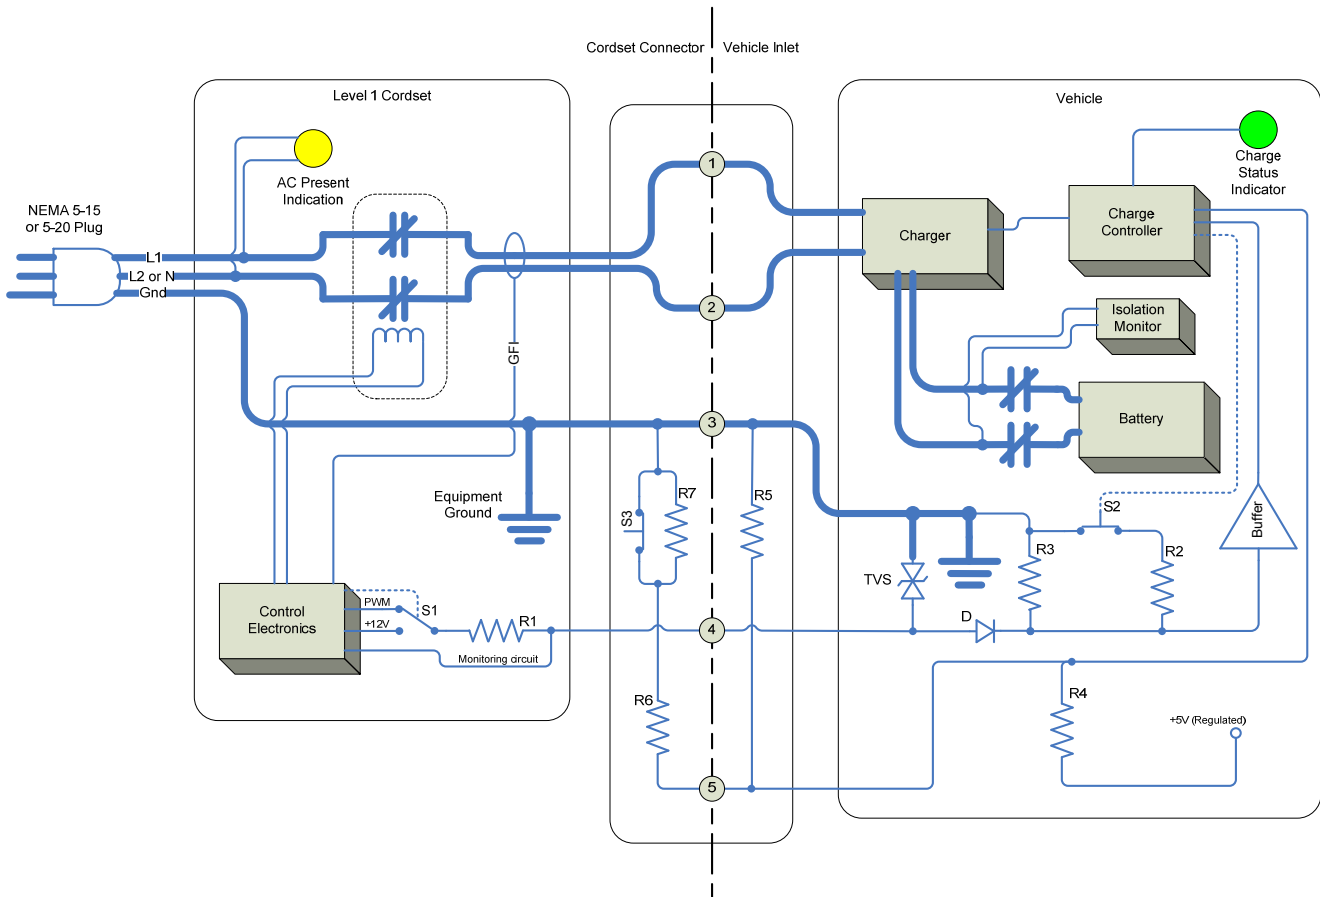 Cordset Connector
Vehicle Inlet
Level 1 Cordset
Vehicle
AC Present
Indication
Charge
Status
Indicator
NEMA 5-15
or 5-20 Plug
L1
L2 or N
Gnd
1
2
3
4
5
Charger
Charge
Controller
Isolation
Monitor
Battery
GFI
Equipment
Ground
S3
R7
R5
S2
Buffer
TVS
R3
R2
D
Control
Electronics
PWM
+12V
S1
R1
Monitoring circuit
R6
R4
+5V (Regulated)